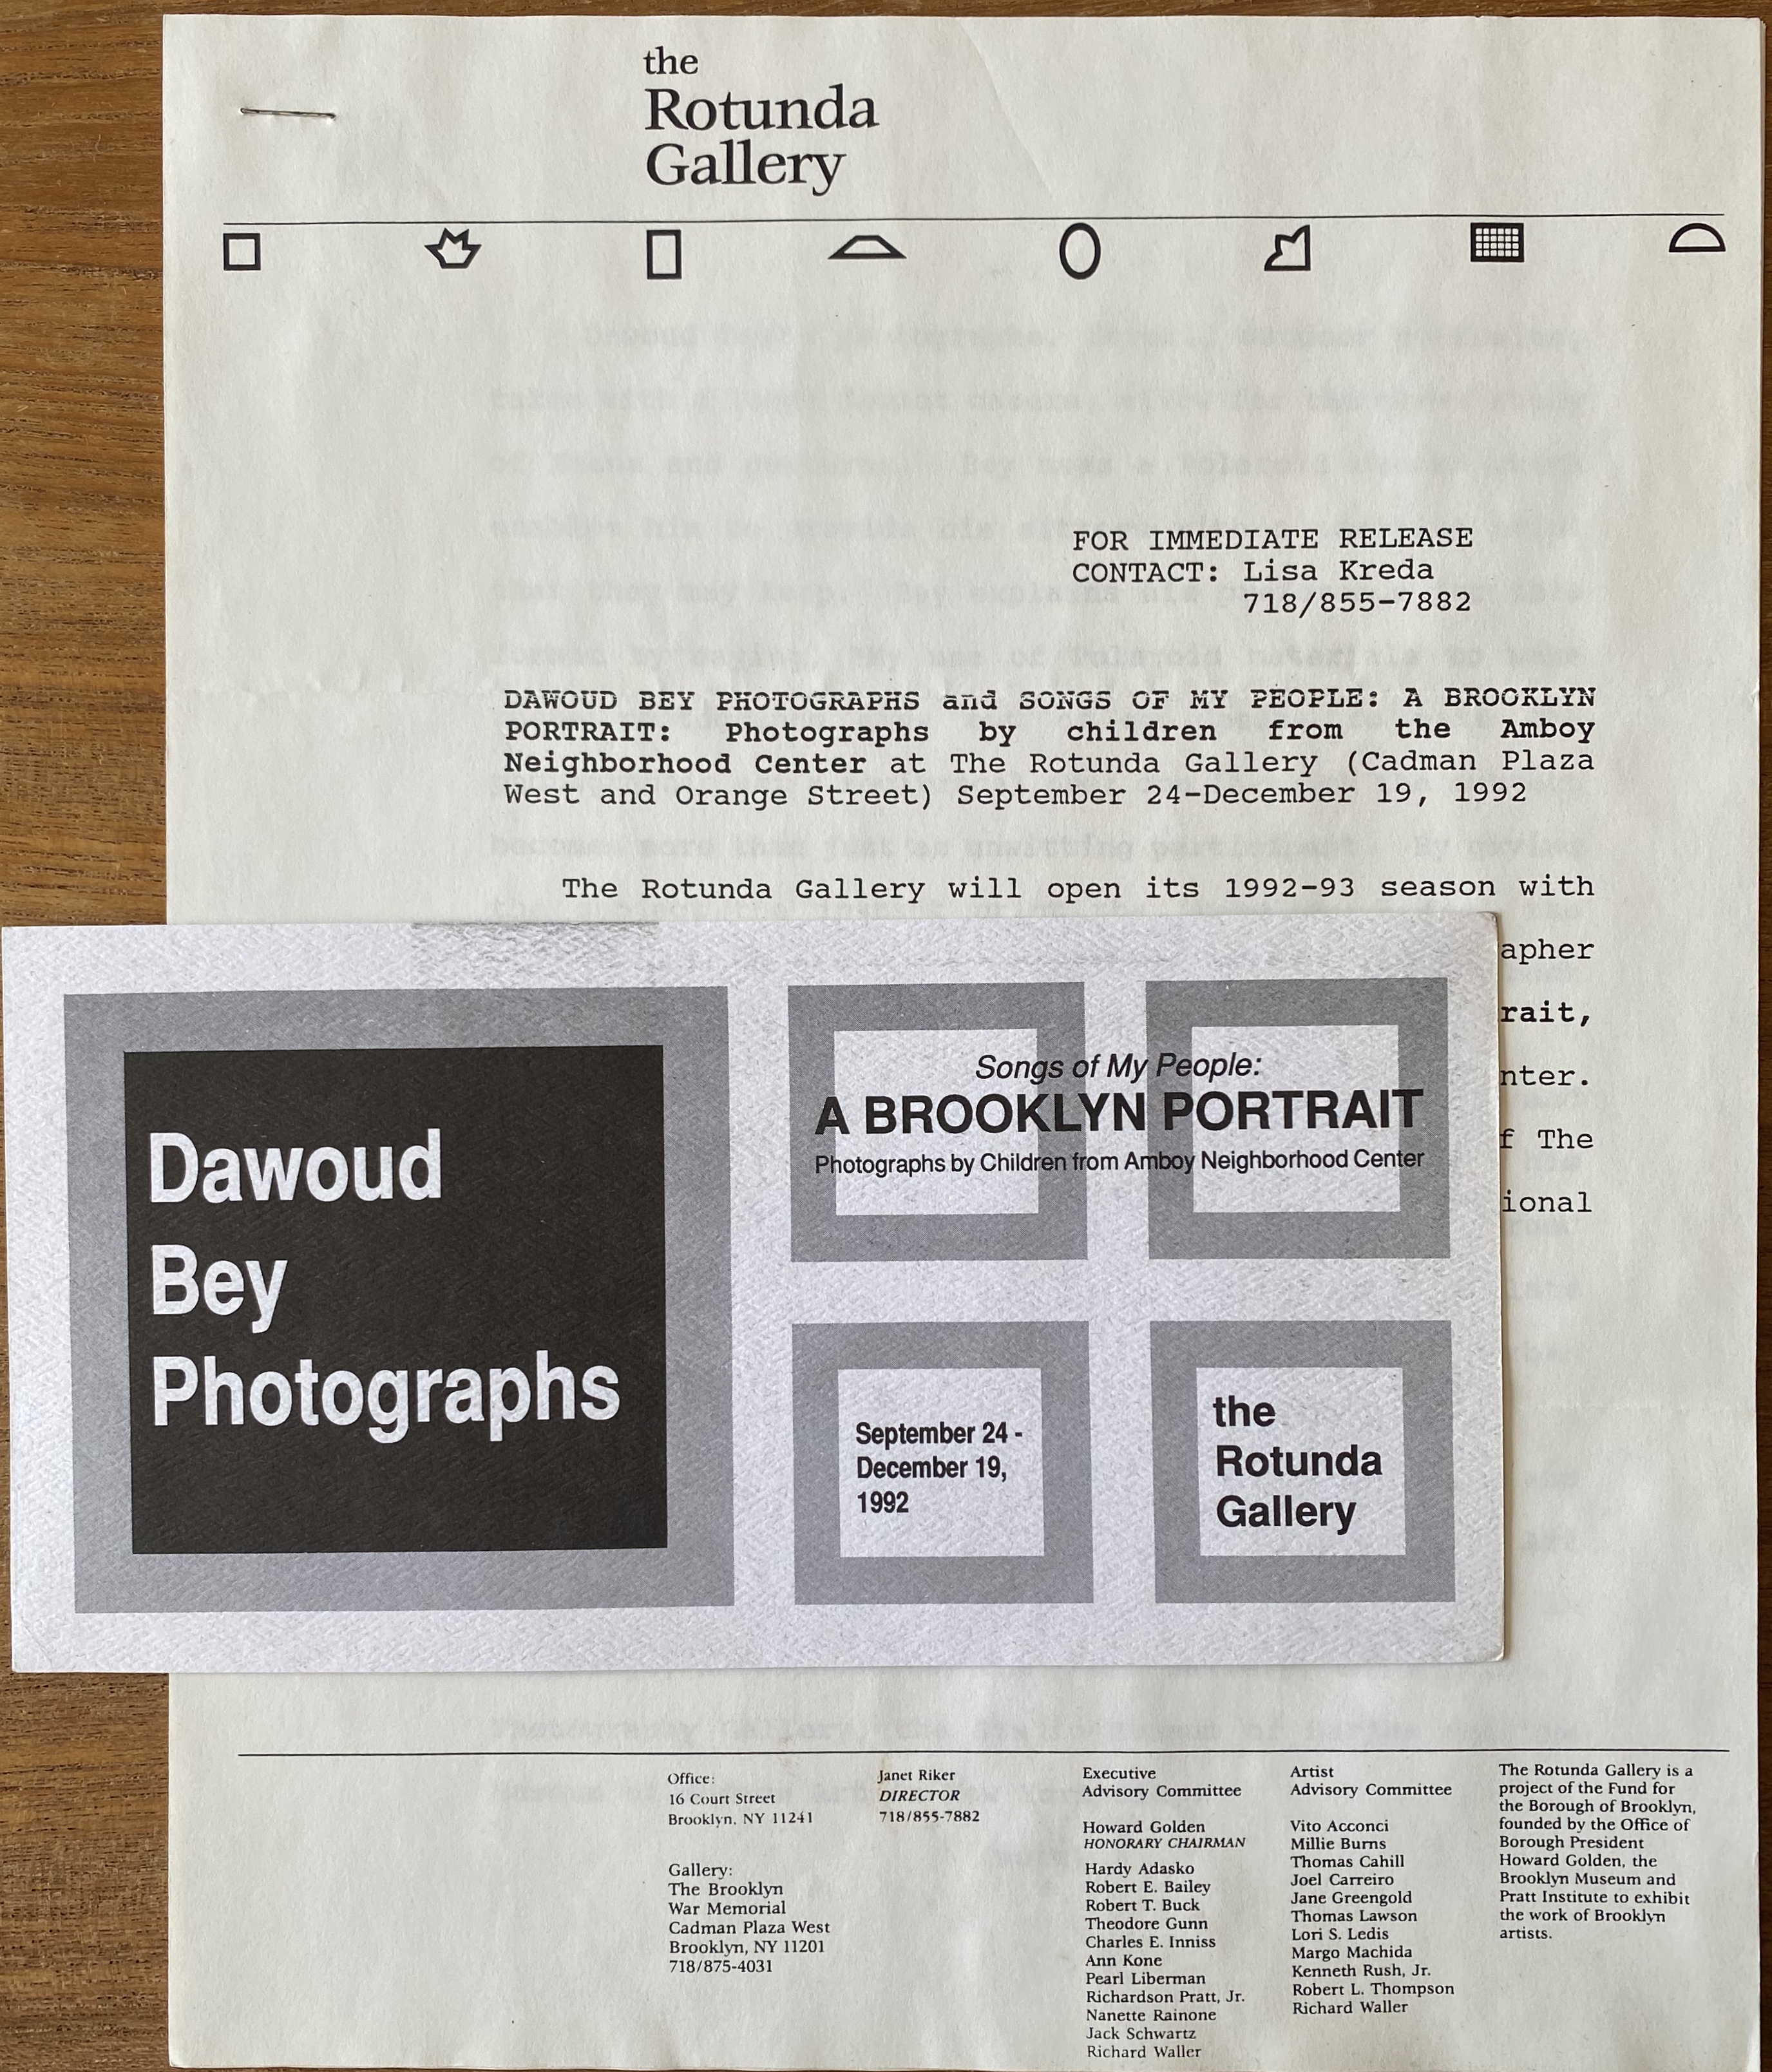 the
Rotunda
Gallery
FOR IMMEDIATE RELEASE
CONTACT: Lisa Kreda
718/855-7882
DAWOUD BEY PHOTOGRAPHS and SONGS OF MY PEOPLE: A BROOKLYN
PORTRAIT: Photographs by children from the Amboy
Neighborhood Center at The Rotunda Gallery (Cadman Plaza
West and Orange Street) September 24-December 19, 1992
The Rotunda Gallery will open its 1992-93 season with
apher
rait,
nter.
f The
ional
Dawoud
Bey
Photographs
Songs of My People:
A BROOKLYN PORTRAIT
Photographs by Children from Amboy Neighborhood Center
September 24 -
December 19,
1992
the
Rotunda
Gallery
Office:
16 Court Street
Brooklyn, NY 11241
Gallery:
The Brooklyn
War Memorial
Cadman Plaza West
Brooklyn, NY 11201
718/875-4031
Janet Riker
DIRECTOR
718/855-7882
Executive
Advisory Committee
Howard Golden
HONORARY CHAIRMAN
Hardy Adasko
Robert E. Bailey
Robert T. Buck
Theodore Gunn
Charles E. Inniss
Ann Kone
Pearl Liberman
Richardson Pratt, Jr.
Nanette Rainone
Jack Schwartz
Richard Waller
Artist
Advisory Committee
Vito Acconci
Millie Burns
Thomas Cahill
Joel Carreiro
Jane Greengold
Thomas Lawson
Lori S. Ledis
Margo Machida
Kenneth Rush, Jr.
Robert L. Thompson
Richard Waller
The Rotunda Gallery is a
project of the Fund for
the Borough of Brooklyn,
founded by the Office of
Borough President
Howard Golden, the
Brooklyn Museum and
Pratt Institute to exhibit
the work of Brooklyn
artists.